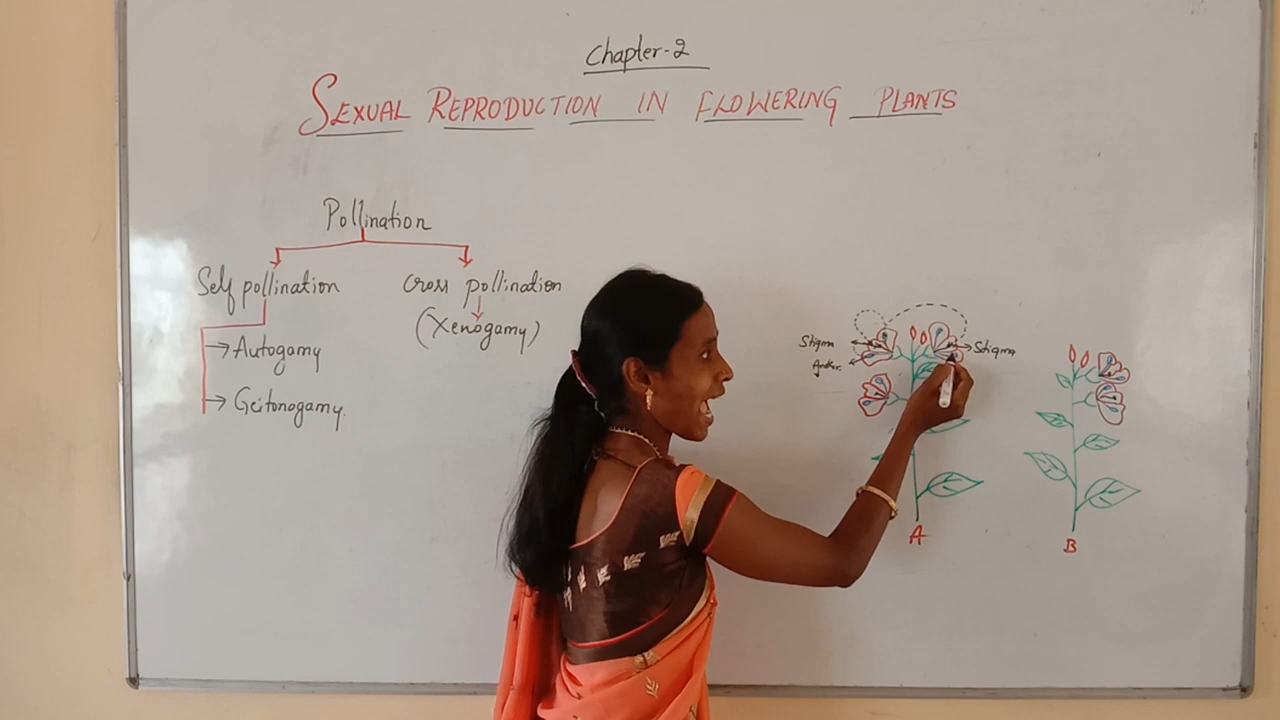 Chapter-2
SEXUAL REPRODUCTION IN FLOWERING PLANTS
Pollination
Self pollination
Cross pollination
(Xenogamy)
Autogamy
Geitonogamy.
Stigma
Anther
Stigma
A
B